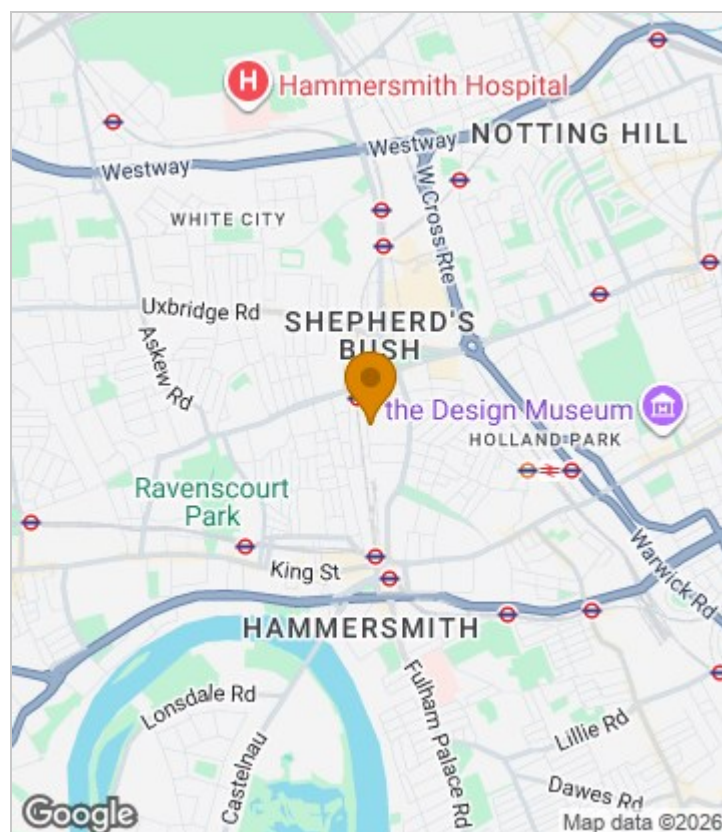 H
Hammersmith Hospital
NOTTING HILL
Westway
Westway
W Cross Rte
WHITE CITY
Uxbridge Rd
SHEPHERD'S
BUSH
Askew Rd
the Design Museum
HOLLAND PARK
Ravenscourt
Park
King St
Warwick Rd
HAMMERSMITH
Lonsdale Rd
Fulham Palace Rd
Lillie Rd
Castelnau
Dawes Rd
Google
Map data ©2026